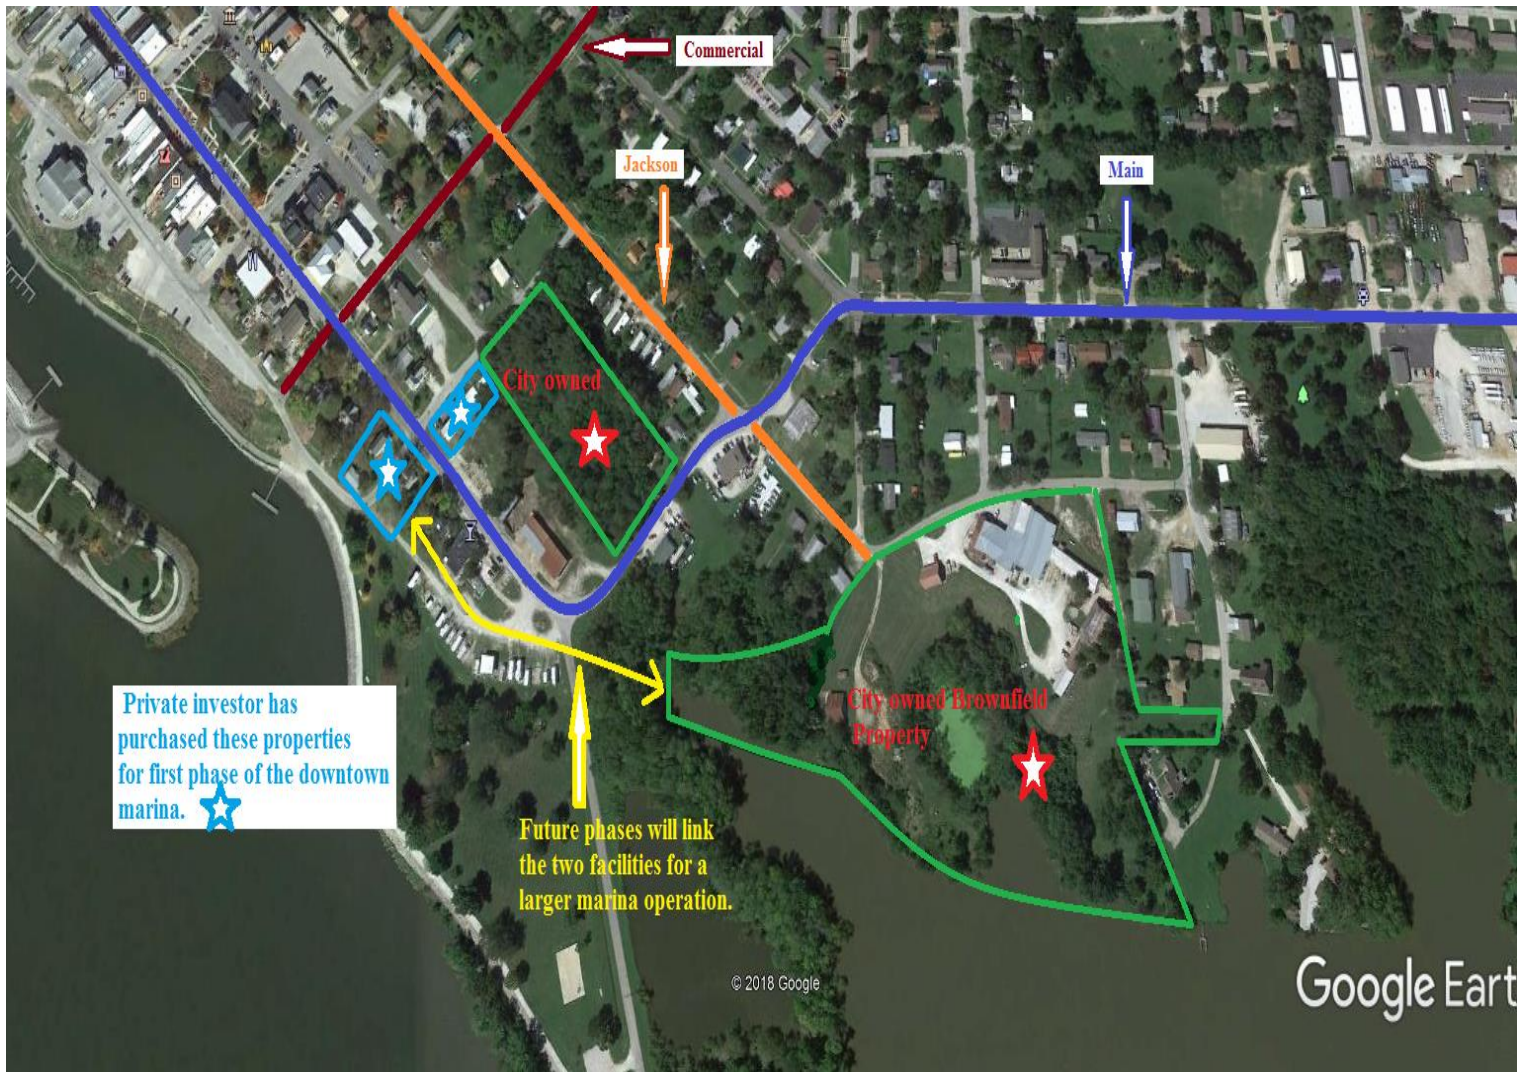 Commercial
Jackson
Main
City owned
City owned Brownfield
Property
Private investor has
purchased these properties
for first phase of the downtown
marina.
Future phases will link
the two facilities for a
larger marina operation.
© 2018 Google
Google Eart